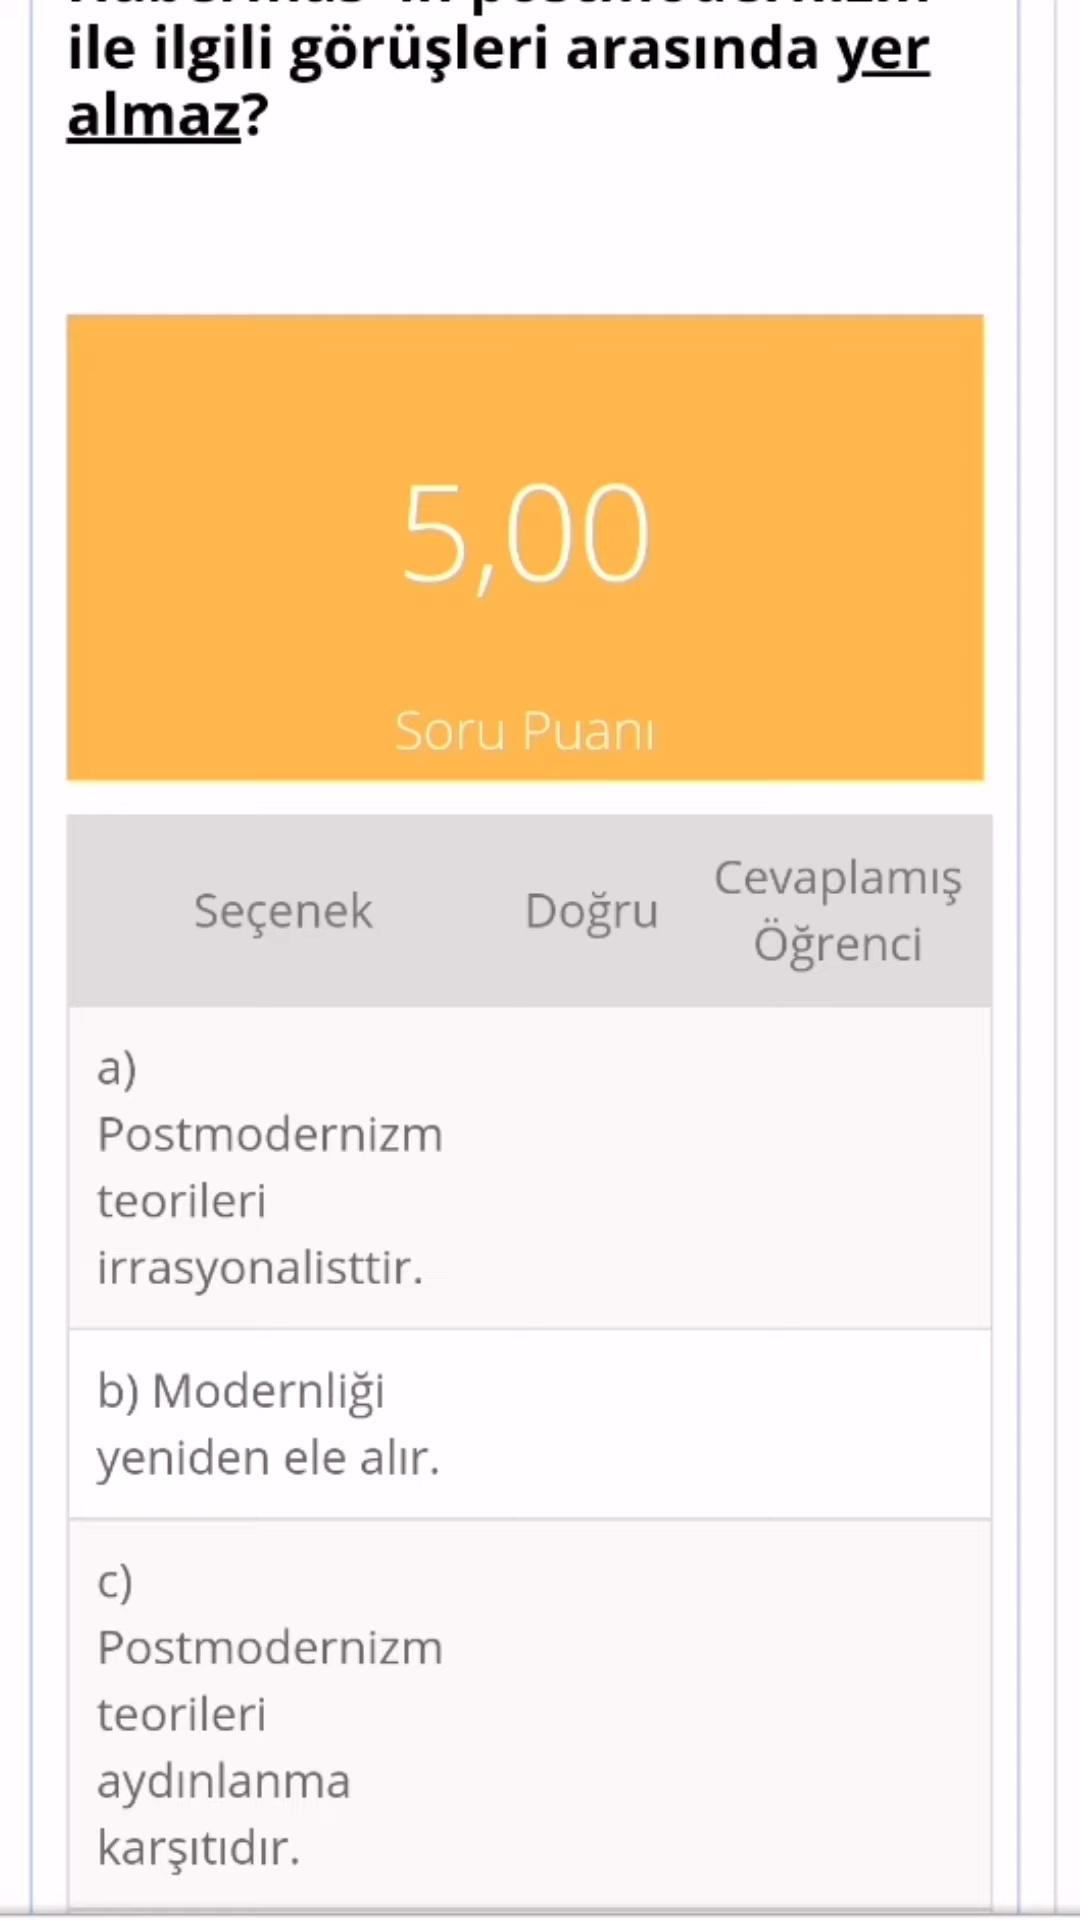 ile ilgili görüşleri arasında yer
almaz?
5,00
Soru Puanı
Seçenek
Doğru
Cevaplamış
Öğrenci
a)
Postmodernizm
teorileri
irrasyonalisttir.
b) Modernliği
yeniden ele alır.
c)
Postmodernizm
teorileri
aydınlanma
karşıtıdır.